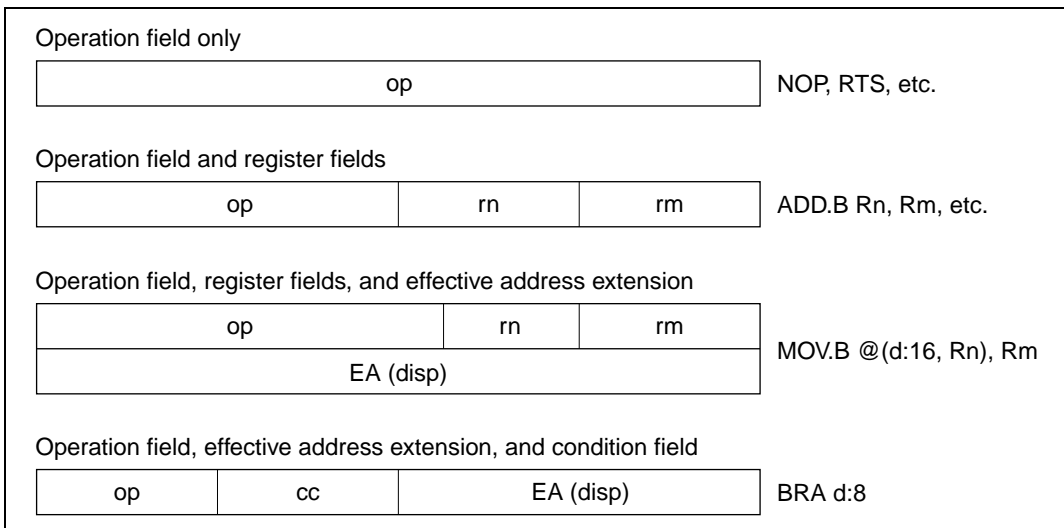 Operation field only
op NOP, RTS, etc.
Operation field and register fields
op rn rm ADD.B Rn, Rm, etc.
Operation field, register fields, and effective address extension
op rn rm
MOV.B @(d:16, Rn), Rm
EA (disp)
Operation field, effective address extension, and condition field
op cc EA (disp) BRA d:8